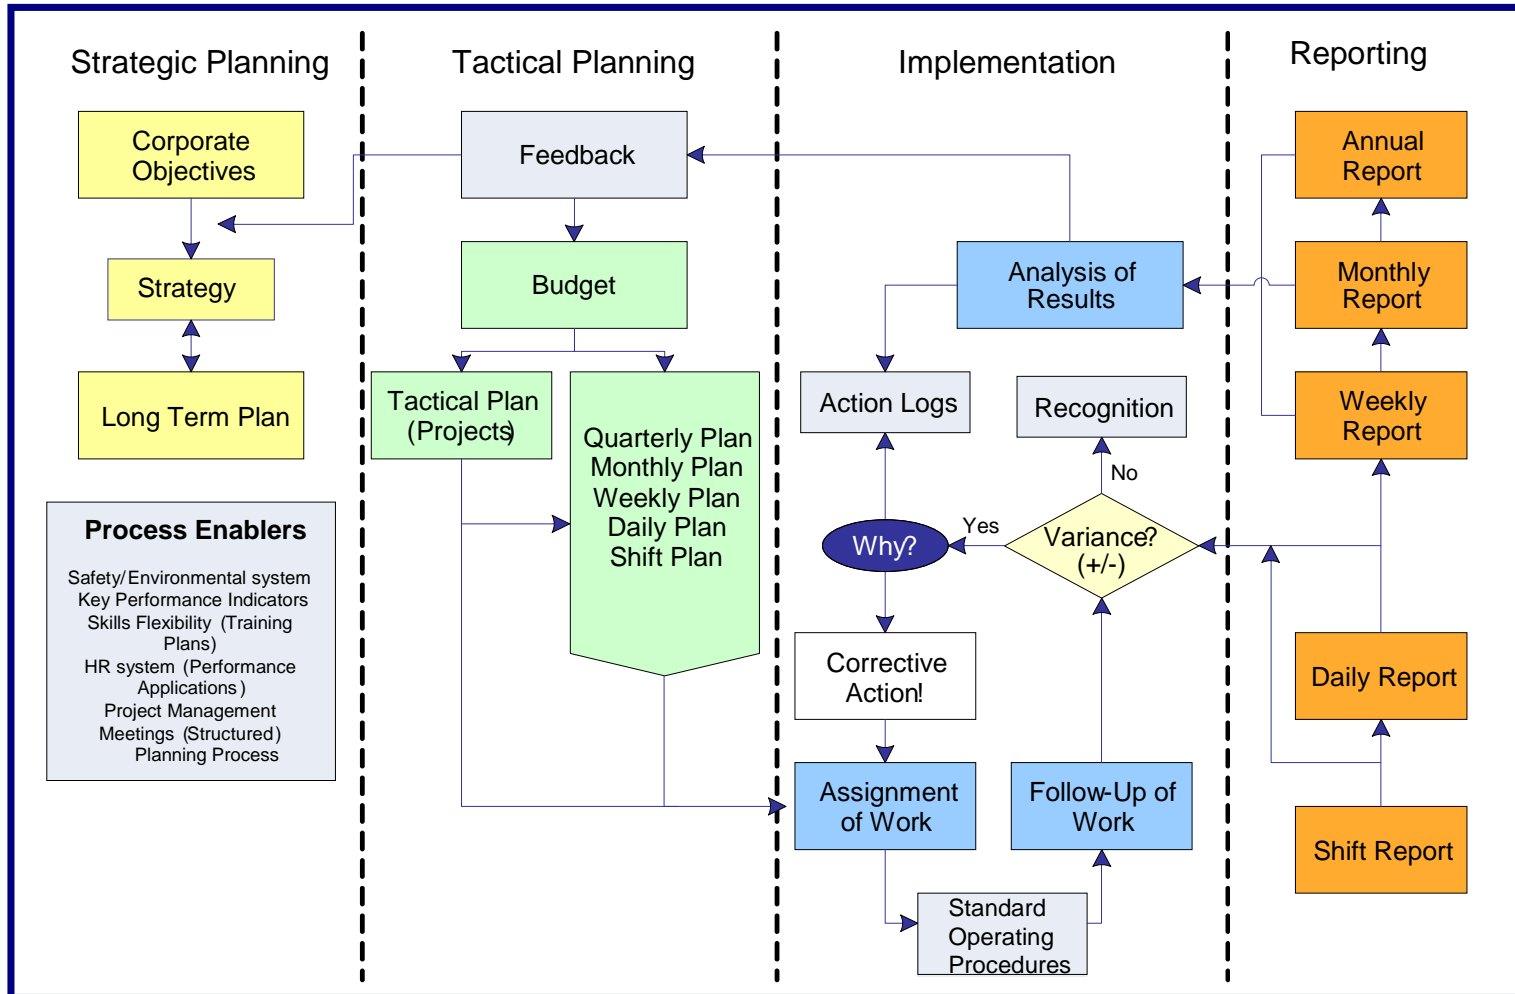 Strategic Planning
Corporate
Objectives
Strategy
Long Term Plan
Process Enablers
Safety/Environmental system
Key Performance Indicators
Skills Flexibility (Training
Plans)
HR system (Performance
Applications)
Project Management
Meetings (Structured)
Planning Process
Tactical Planning
Feedback
Budget
Tactical Plan
(Projects)
Quarterly Plan
Monthly Plan
Weekly Plan
Daily Plan
Shift Plan
Implementation
Analysis of
Results
Action Logs
Recognition
No
Why?
Yes
Variance?
(+/-)
Corrective
Action!
Assignment
of Work
Follow-Up of
Work
Standard
Operating
Procedures
Reporting
Annual
Report
Monthly
Report
Weekly
Report
Daily Report
Shift Report